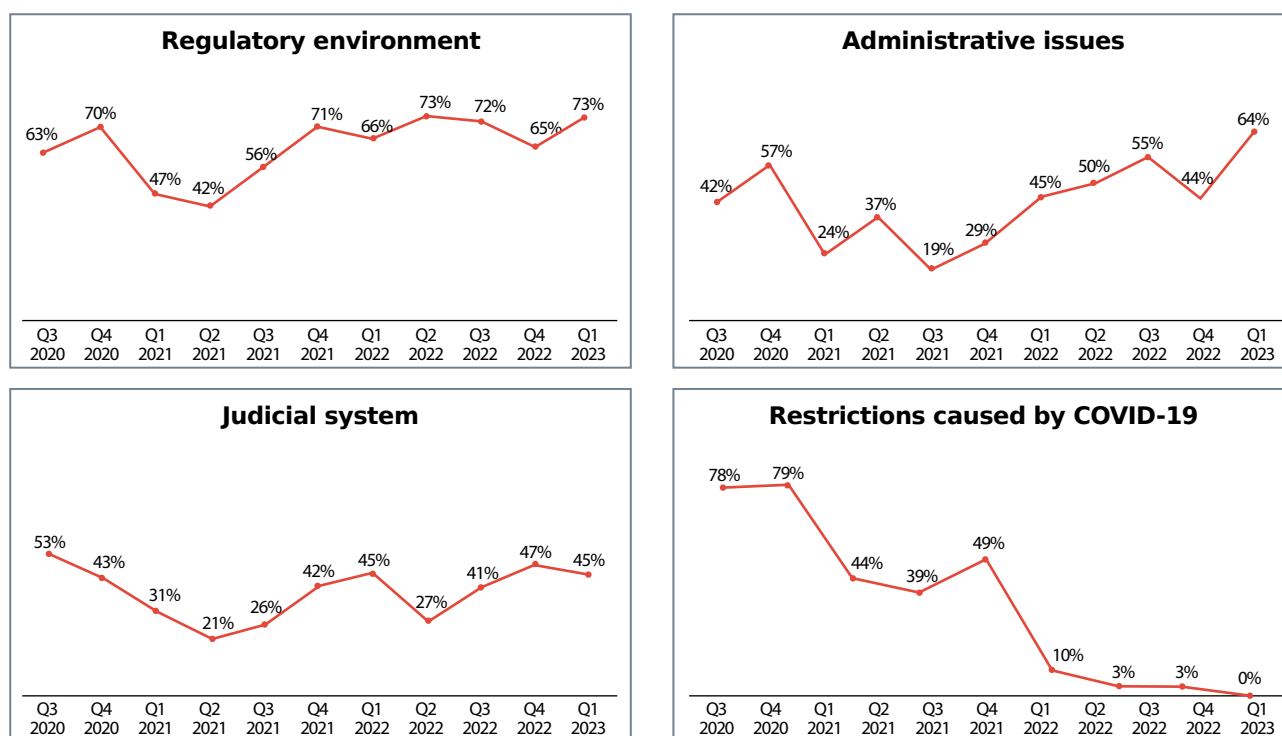 Regulatory environment
63% 70% 47% 42% 56% 71% 66% 73% 72% 65% 73%
Q3 Q4 Q1 Q2 Q3 Q4 Q1 Q2 Q3 Q4 Q1
2020 2020 2021 2021 2021 2021 2022 2022 2022 2022 2023
Administrative issues
42% 57% 24% 37% 19% 29% 45% 50% 55% 44% 64%
Q3 Q4 Q1 Q2 Q3 Q4 Q1 Q2 Q3 Q4 Q1
2020 2020 2021 2021 2021 2021 2022 2022 2022 2022 2023
Judicial system
53% 43% 31% 21% 26% 42% 45% 27% 41% 47% 45%
Q3 Q4 Q1 Q2 Q3 Q4 Q1 Q2 Q3 Q4 Q1
2020 2020 2021 2021 2021 2021 2022 2022 2022 2022 2023
Restrictions caused by COVID-19
78% 79% 44% 39% 49% 10% 3% 3% 0%
Q3 Q4 Q1 Q2 Q3 Q4 Q1 Q2 Q3 Q4 Q1
2020 2020 2021 2021 2021 2021 2022 2022 2022 2022 2023